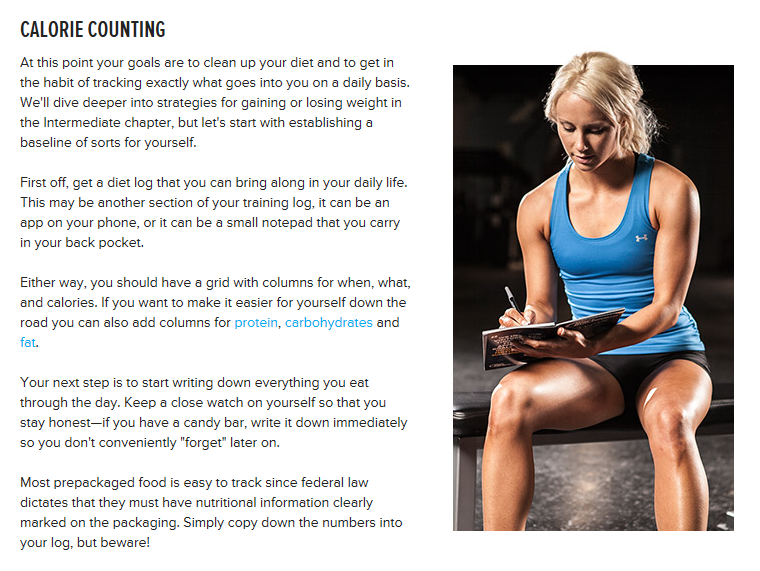 CALORIE COUNTING
At this point your goals are to clean up your diet and to get in
the habit of tracking exactly what goes into you on a daily basis.
We'll dive deeper into strategies for gaining or losing weight in
the Intermediate chapter, but let's start with establishing a
baseline of sorts for yourself.
First off, get a diet log that you can bring along in your daily life.
This may be another section of your training log, it can be an
app on your phone, or it can be a small notepad that you carry
in your back pocket.
Either way, you should have a grid with columns for when, what,
and calories. If you want to make it easier for yourself down the
road you can also add columns for protein, carbohydrates and
fat.
Your next step is to start writing down everything you eat
through the day. Keep a close watch on yourself so that you
stay honest—if you have a candy bar, write it down immediately
so you don't conveniently "forget" later on.
Most prepackaged food is easy to track since federal law
dictates that they must have nutritional information clearly
marked on the packaging. Simply copy down the numbers into
your log, but beware!